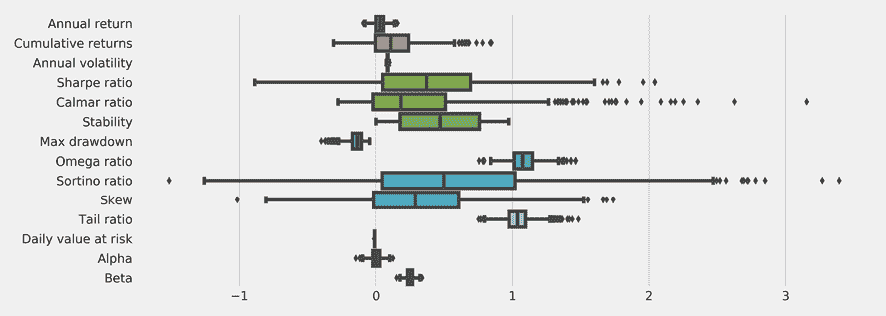 Annual return
Cumulative returns
Annual volatility
Sharpe ratio
Calmar ratio
Stability
Max drawdown
Omega ratio
Sortino ratio
Skew
Tail ratio
Daily value at risk
Alpha
Beta
−1 0 1 2 3